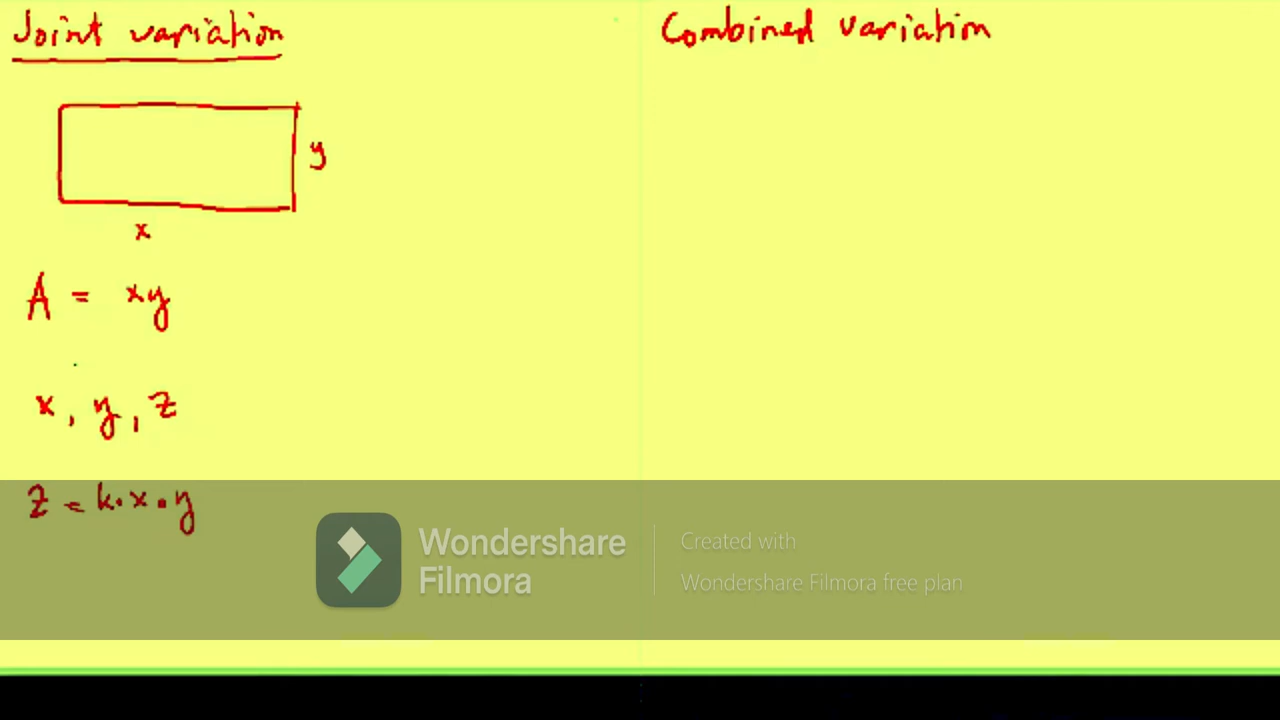 Joint variation
y
x
A = xy
x, y, z
z = k·x·y
Combined variation
Wondershare
Filmora
Created with
Wondershare Filmora free plan